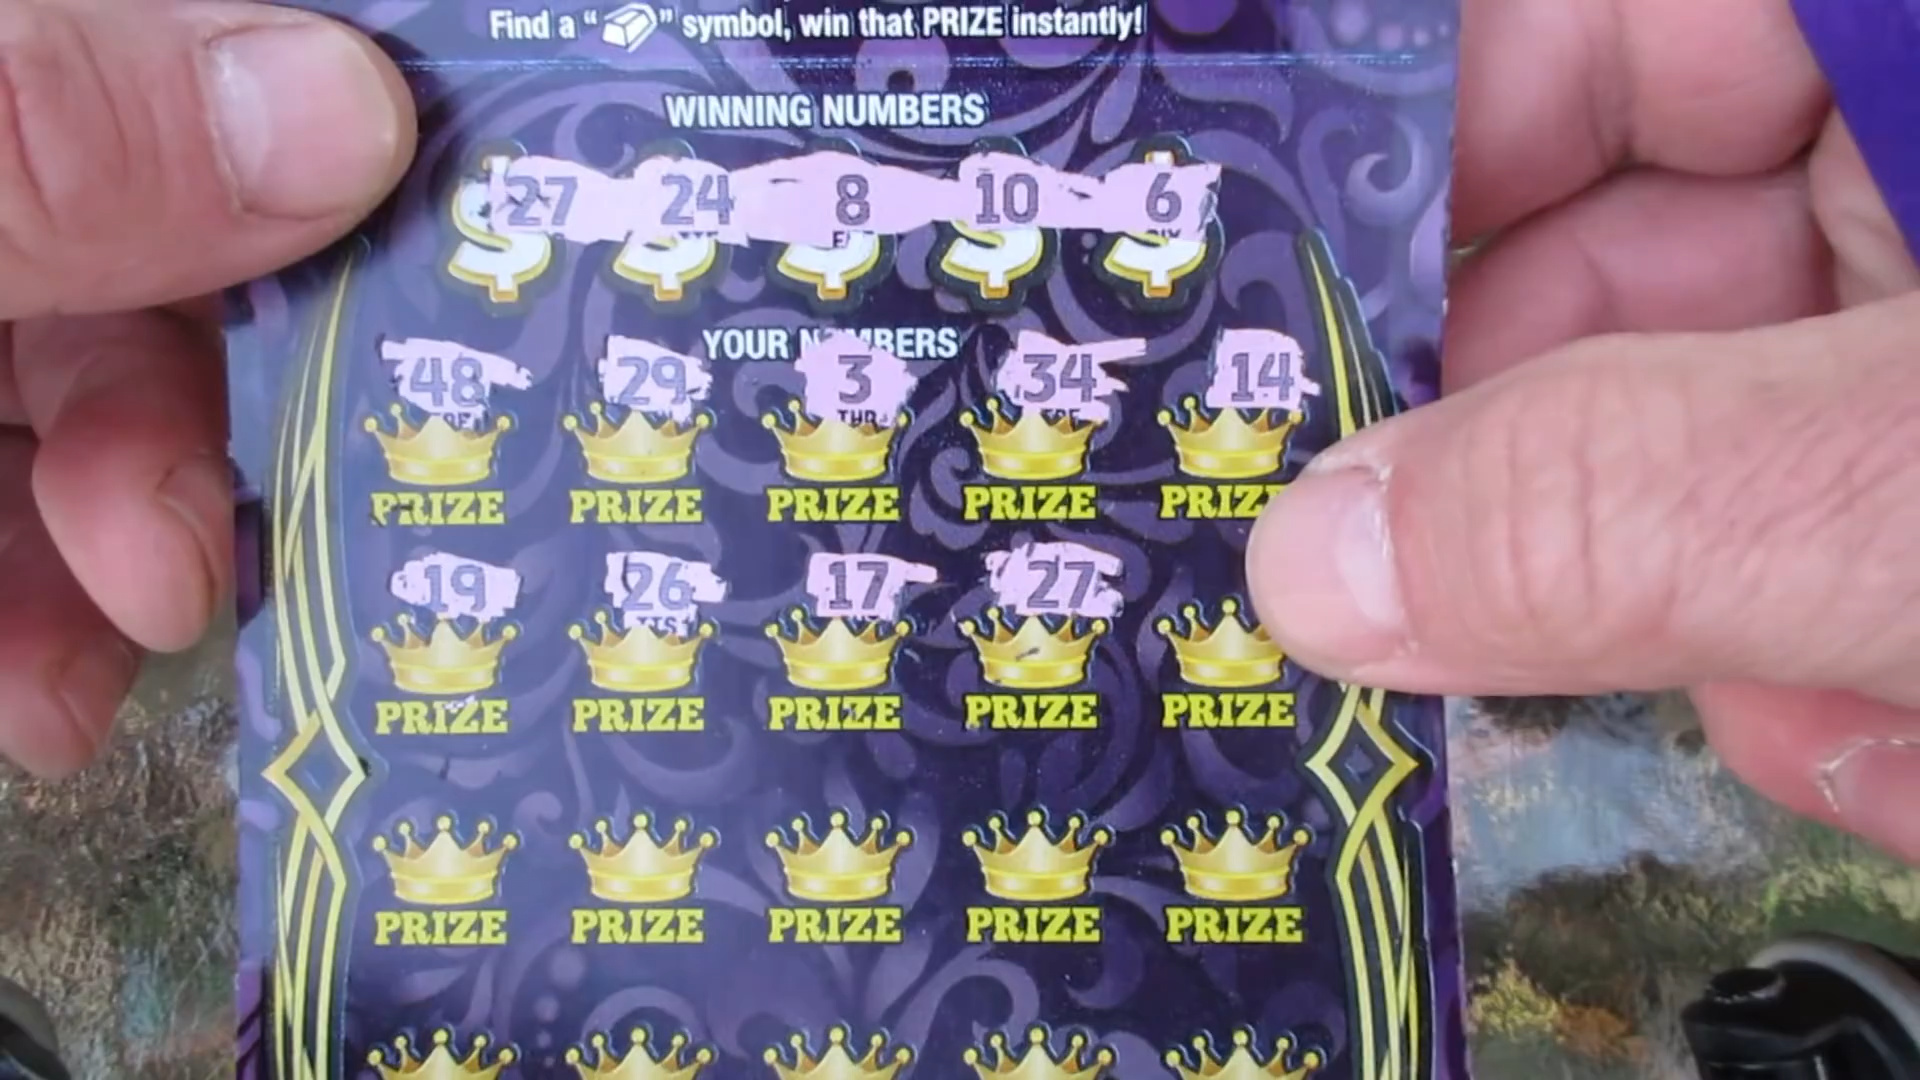 Find a " " symbol, win that PRIZE instantly!
WINNING NUMBERS
27 24 8 10 6
YOUR NUMBERS
48 29 3 34 14
THR
PRIZE PRIZE PRIZE PRIZE PRIZE
19 26 17 27
PRIZE PRIZE PRIZE PRIZE PRIZE
PRIZE PRIZE PRIZE PRIZE PRIZE